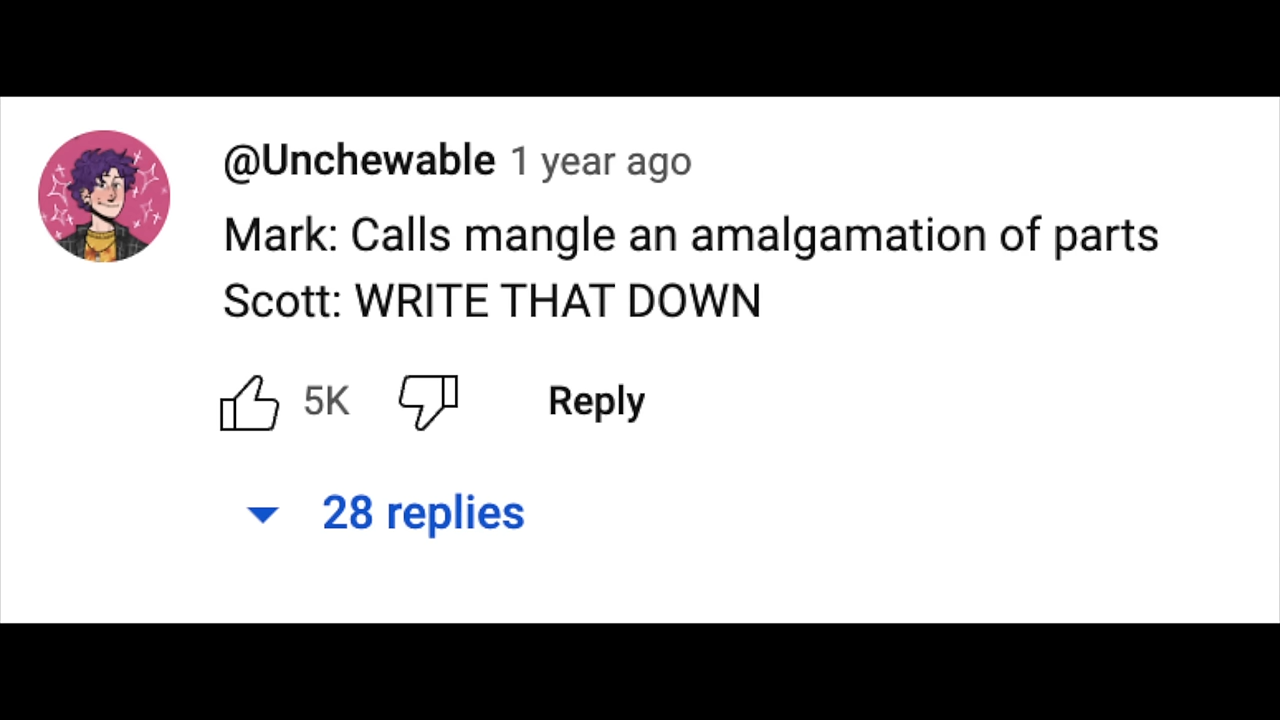 @Unchewable 1 year ago
Mark: Calls mangle an amalgamation of parts
Scott: WRITE THAT DOWN
5K Reply
28 replies